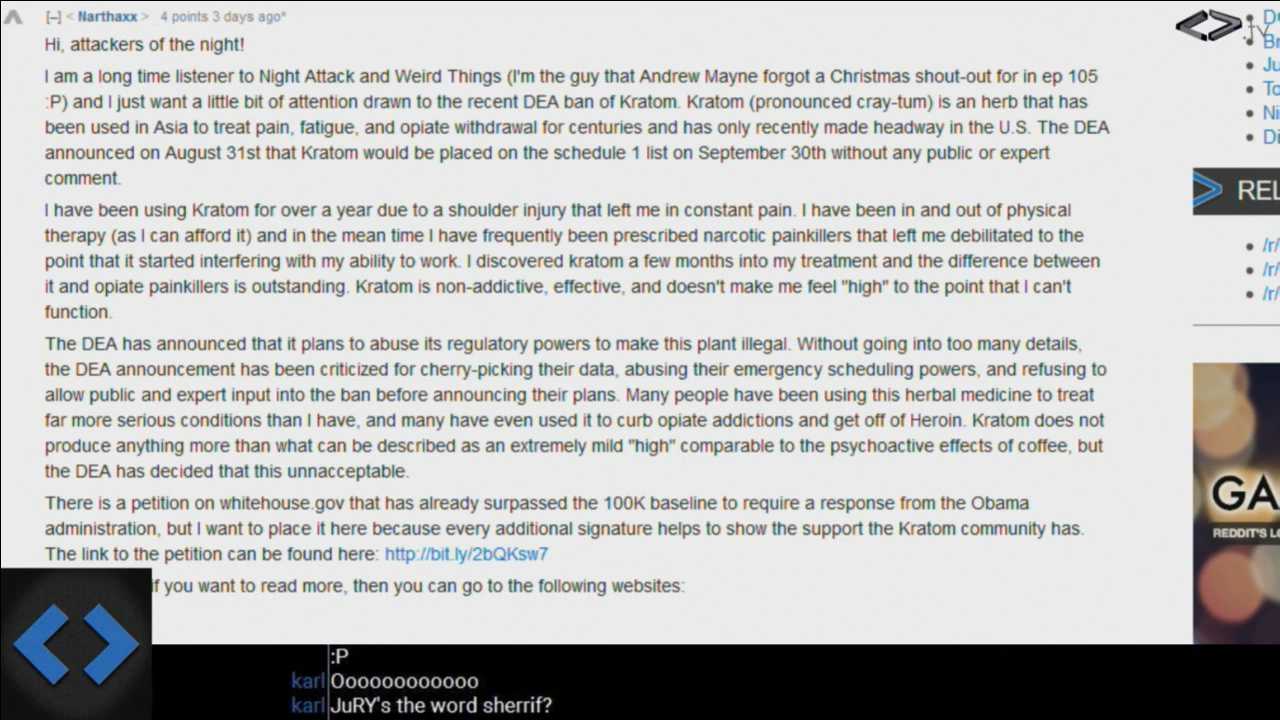 [–] < Narthaxx > 4 points 3 days ago*
Hi, attackers of the night!
I am a long time listener to Night Attack and Weird Things (I'm the guy that Andrew Mayne forgot a Christmas shout-out for in ep 105
:P) and I just want a little bit of attention drawn to the recent DEA ban of Kratom. Kratom (pronounced cray-tum) is an herb that has
been used in Asia to treat pain, fatigue, and opiate withdrawal for centuries and has only recently made headway in the U.S. The DEA
announced on August 31st that Kratom would be placed on the schedule 1 list on September 30th without any public or expert
comment.
I have been using Kratom for over a year due to a shoulder injury that left me in constant pain. I have been in and out of physical
therapy (as I can afford it) and in the mean time I have frequently been prescribed narcotic painkillers that left me debilitated to the
point that it started interfering with my ability to work. I discovered kratom a few months into my treatment and the difference between
it and opiate painkillers is outstanding. Kratom is non-addictive, effective, and doesn't make me feel "high" to the point that I can't
function.
The DEA has announced that it plans to abuse its regulatory powers to make this plant illegal. Without going into too many details,
the DEA announcement has been criticized for cherry-picking their data, abusing their emergency scheduling powers, and refusing to
allow public and expert input into the ban before announcing their plans. Many people have been using this herbal medicine to treat
far more serious conditions than I have, and many have even used it to curb opiate addictions and get off of Heroin. Kratom does not
produce anything more than what can be described as an extremely mild "high" comparable to the psychoactive effects of coffee, but
the DEA has decided that this unnacceptable.
There is a petition on whitehouse.gov that has already surpassed the 100K baseline to require a response from the Obama
administration, but I want to place it here because every additional signature helps to show the support the Kratom community has.
The link to the petition can be found here: http://bit.ly/2bQKsw7
if you want to read more, then you can go to the following websites:
Br
Ju
To
Ni
Di
REL
/r/
/r/
/r/
GA
REDDIT'S L
:P
karl Oooooooooooo
karl JuRY's the word sherrif?